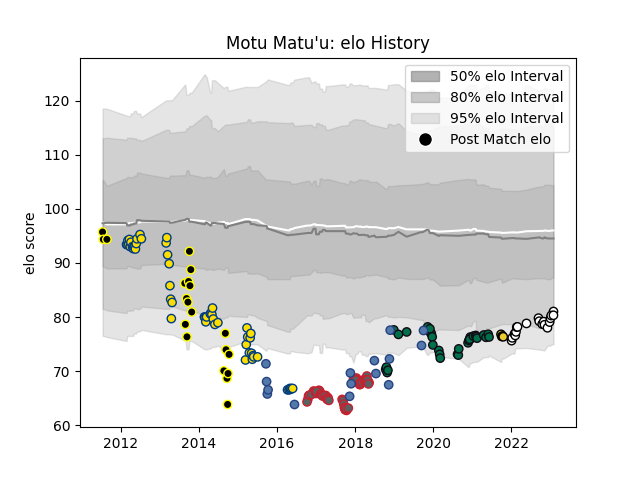 Motu Matu'u: elo History
50% elo Interval
80% elo Interval
95% elo Interval
Post Match elo
elo score
120
110
100
90
80
70
60
2012 2014 2016 2018 2020 2022